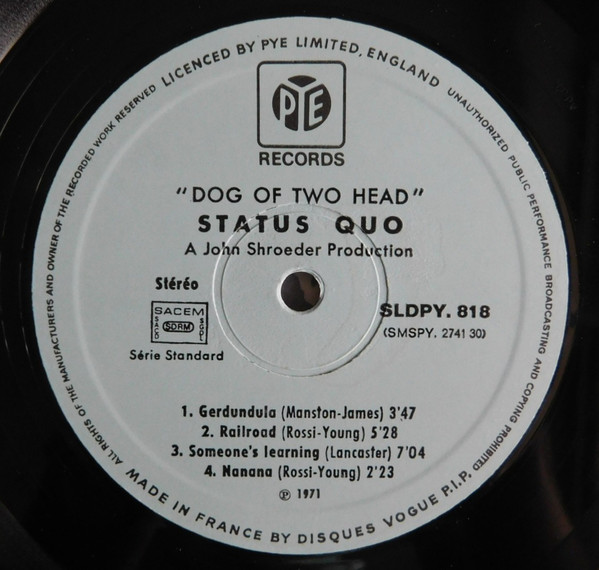 ALL RIGHTS OF THE MANUFACTURERS AND OWNER OF THE RECORDED WORK RESERVED LICENCED BY PYE LIMITED, ENGLAND UNAUTHORIZED PUBLIC PERFORMANCE BROADCASTING AND COPYING PROHIBITED
PYE
RECORDS
"DOG OF TWO HEAD"
STATUS QUO
A John Shroeder Production
Stéréo
SACEM
SACD SDRM SGDL
Série Standard
SLDPY. 818
(SMSPY. 2741 30)
1. Gerdundula (Manston-James) 3'47
2. Railroad (Rossi-Young) 5'28
3. Someone's learning (Lancaster) 7'04
4. Nanana (Rossi-Young) 2'23
℗ 1971
MADE IN FRANCE BY DISQUES VOGUE P.I.P.